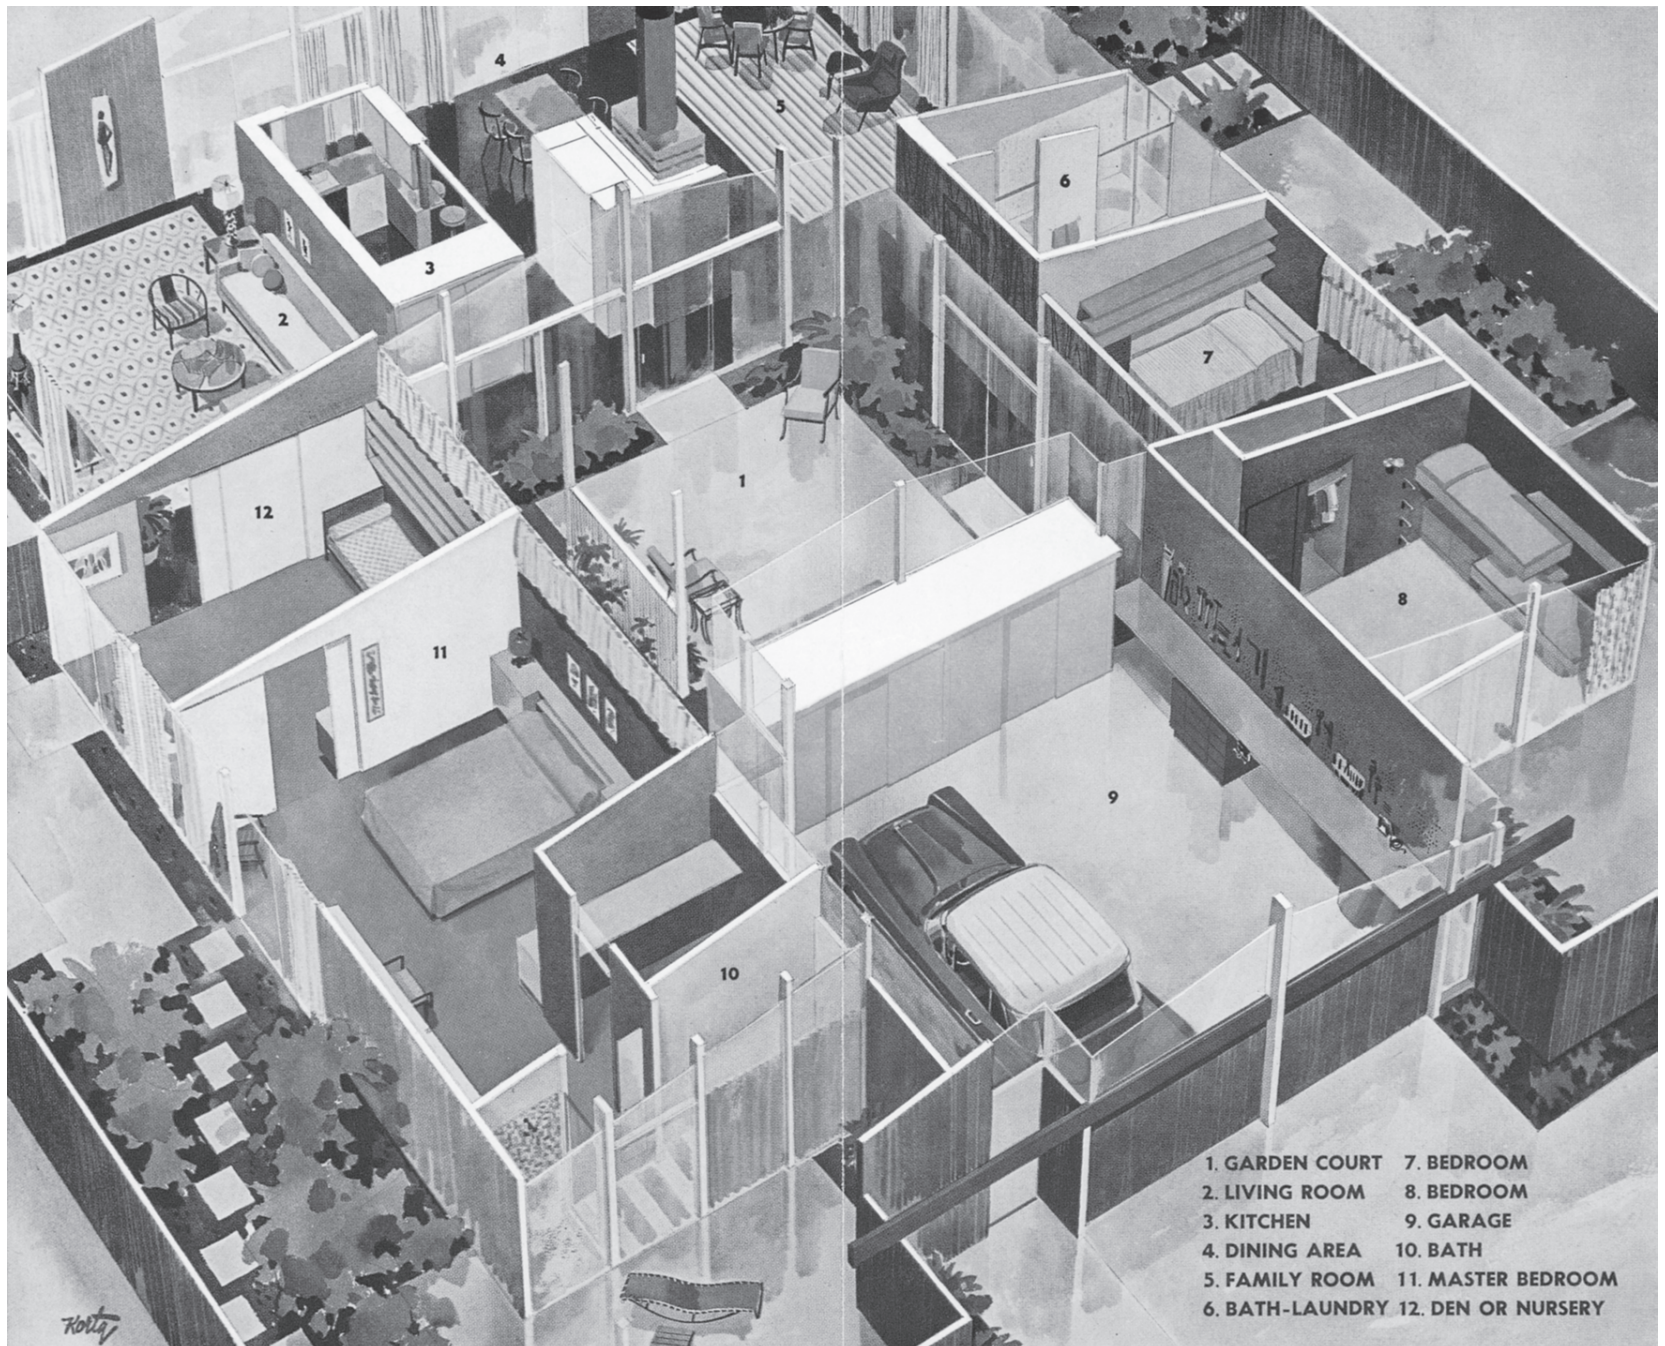 4
5
6
3
2
7
1
12
8
11
9
10
1. GARDEN COURT
2. LIVING ROOM
3. KITCHEN
4. DINING AREA
5. FAMILY ROOM
6. BATH-LAUNDRY
7. BEDROOM
8. BEDROOM
9. GARAGE
10. BATH
11. MASTER BEDROOM
12. DEN OR NURSERY